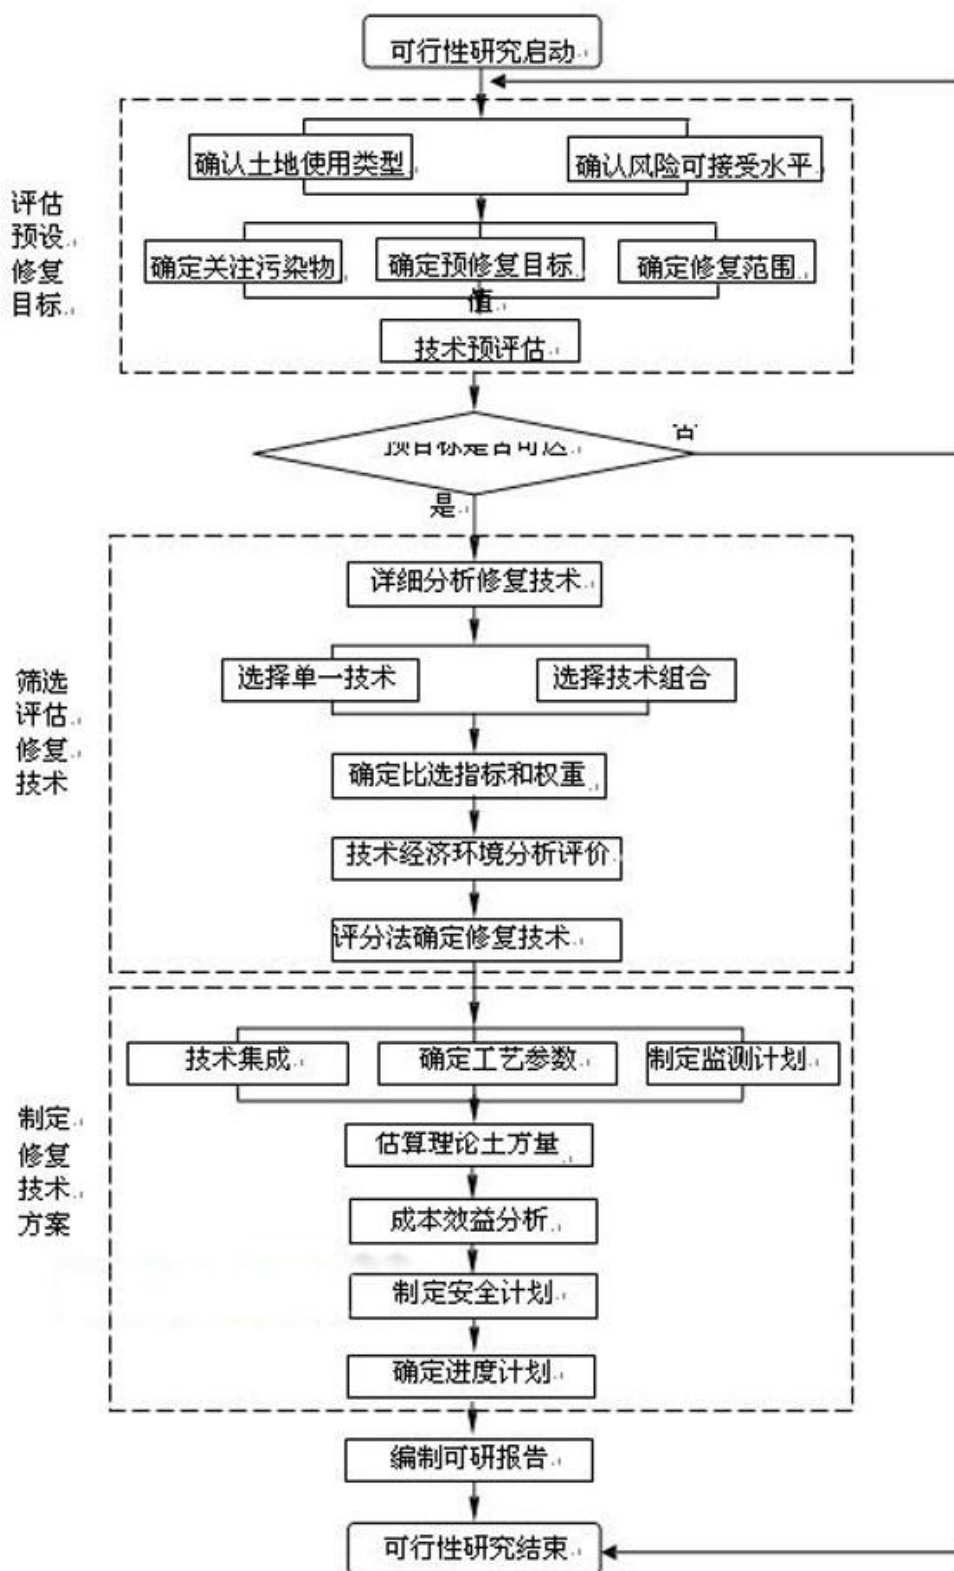 可行性研究启动
确认土地使用类型
确认风险可接受水平
评估
预设
修复
目标
确定关注污染物
确定预修复目标
值
确定修复范围
技术预评估
预目标是否可达
否
是
详细分析修复技术
选择单一技术
选择技术组合
筛选
评估
修复
技术
确定比选指标和权重
技术经济环境分析评价
评分法确定修复技术
技术集成
确定工艺参数
制定监测计划
制定
修复
技术
方案
估算理论土方量
成本效益分析
制定安全计划
确定进度计划
编制可研报告
可行性研究结束